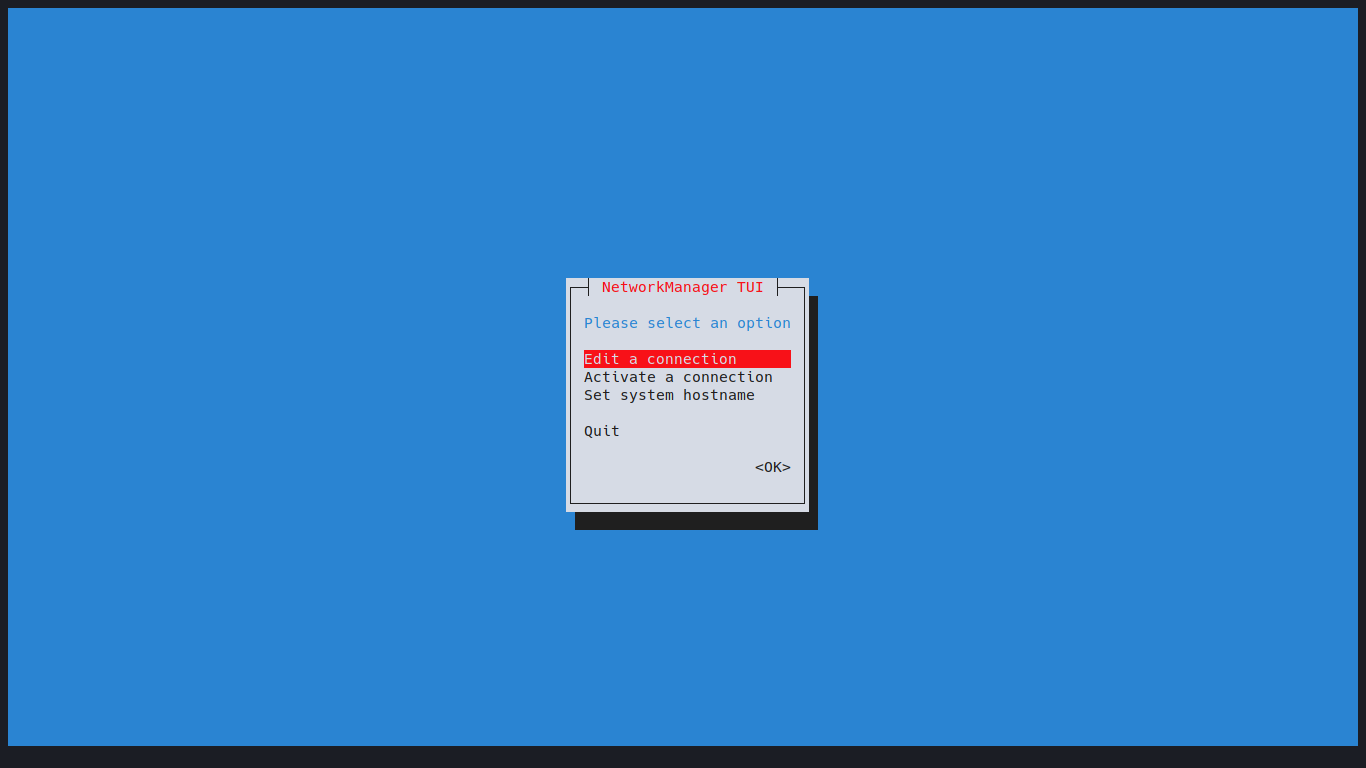 NetworkManager TUI
Please select an option
Edit a connection
Activate a connection
Set system hostname
Quit
<OK>